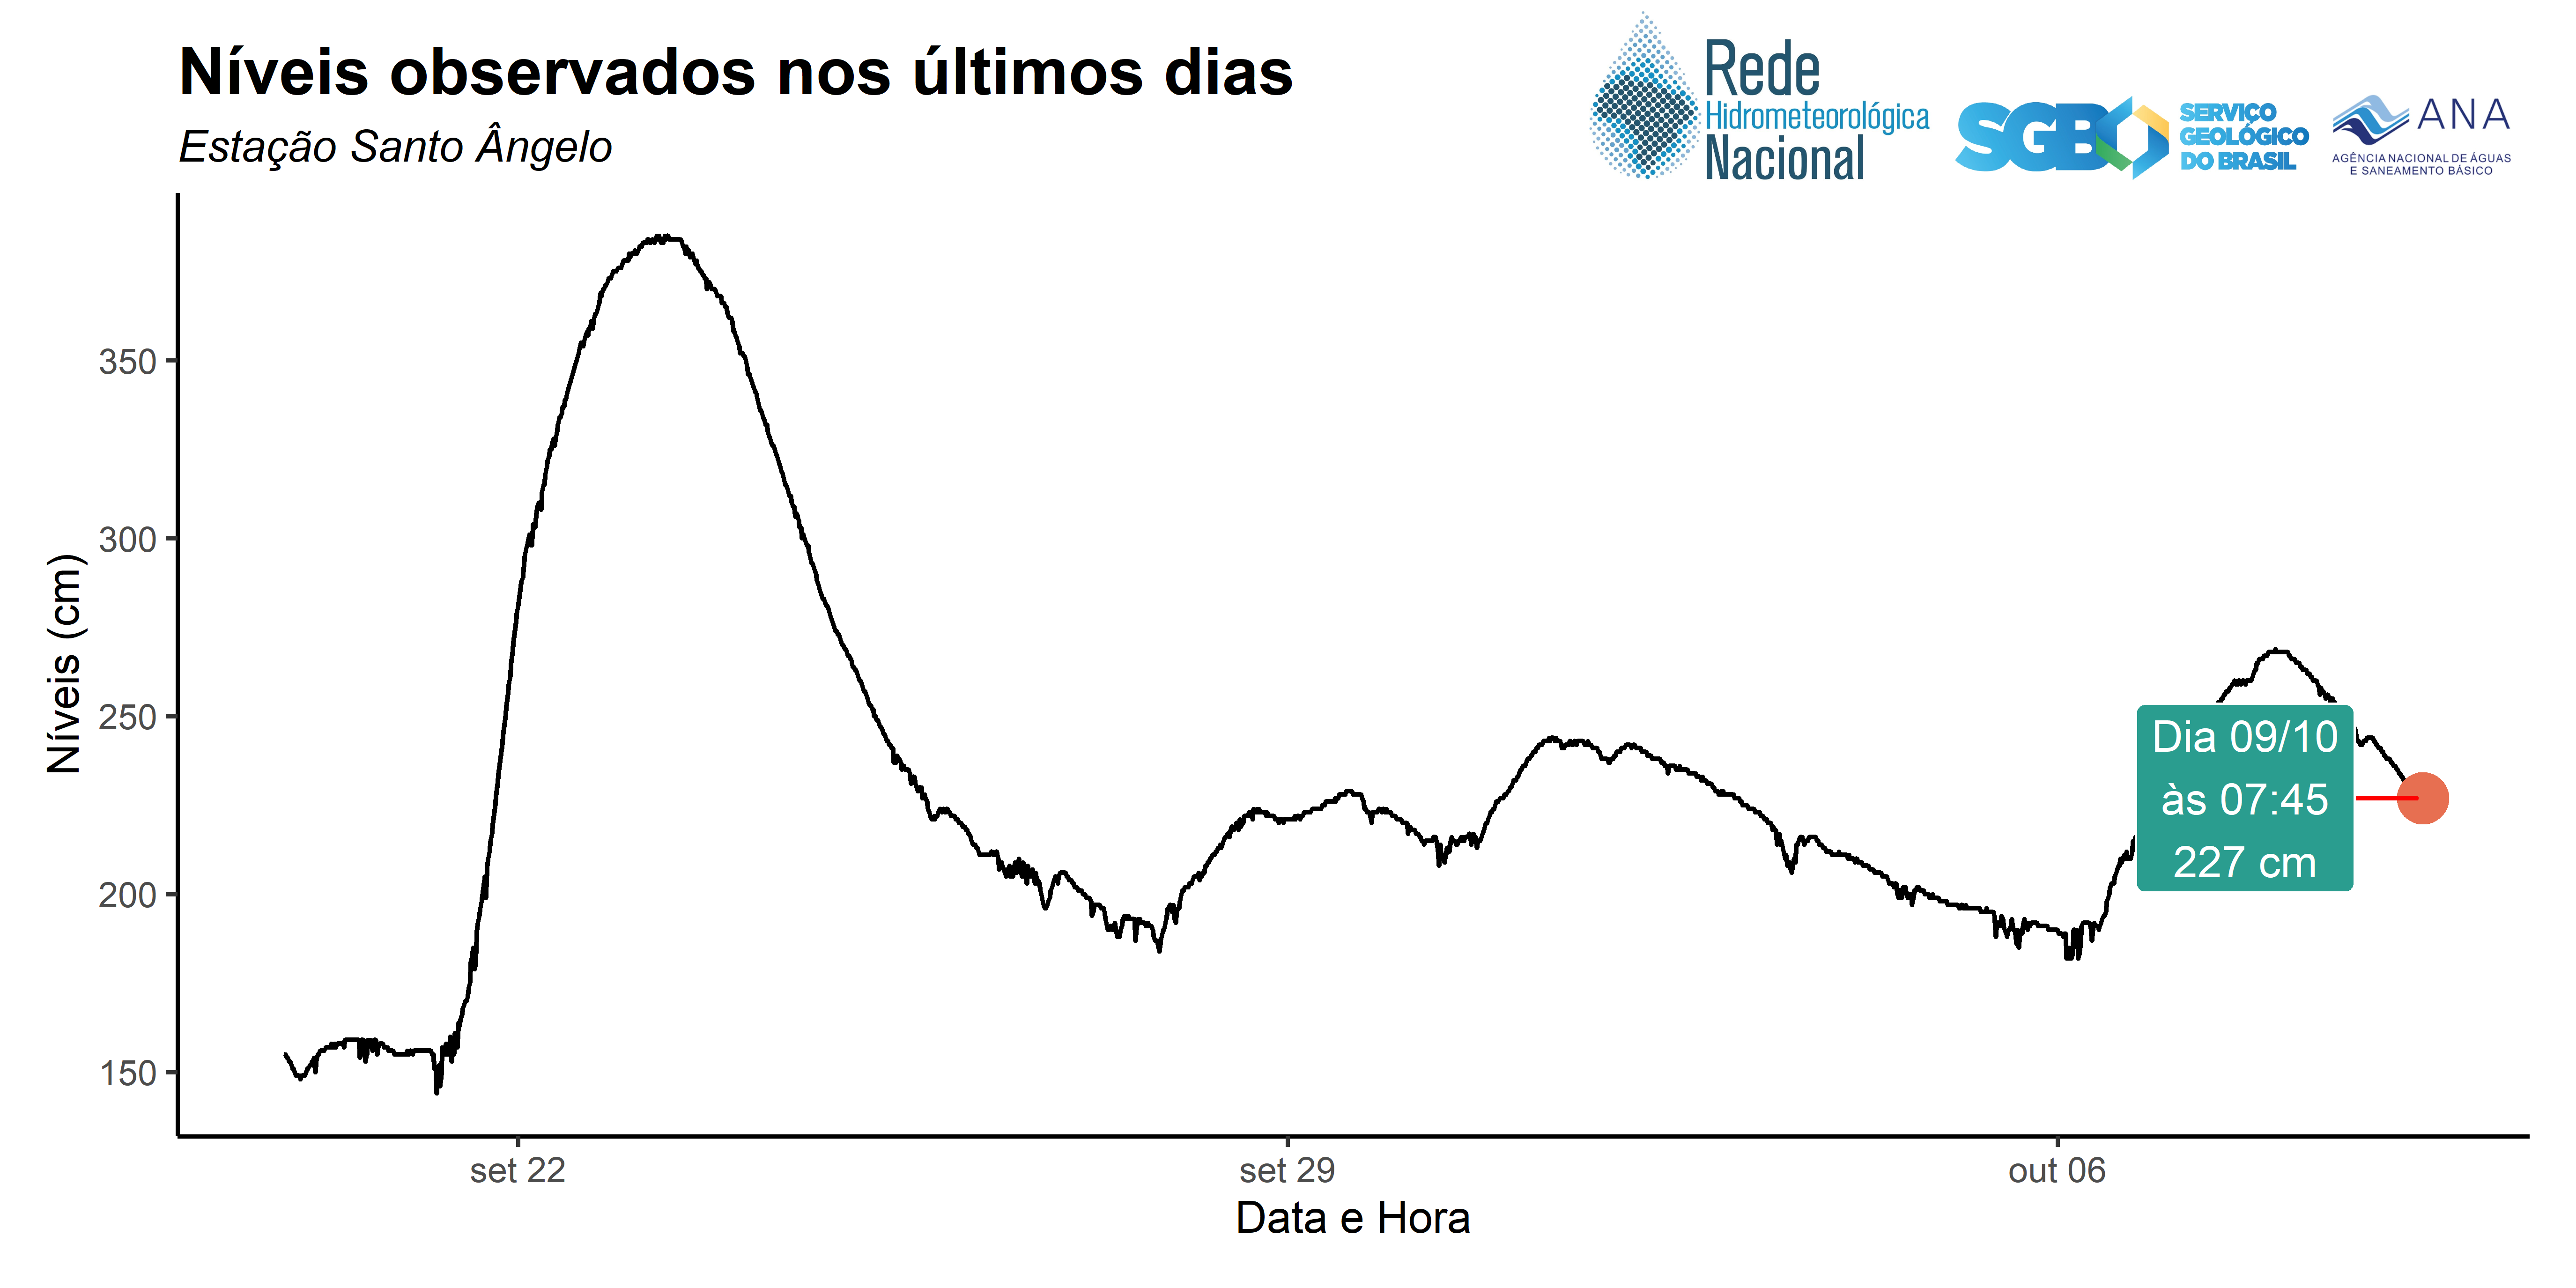 Níveis observados nos últimos dias
Estação Santo Ângelo
Rede
Hidrometeorológica
Nacional
SGB
SERVIÇO
GEOLÓGICO
DO BRASIL
ANA
AGÊNCIA NACIONAL DE ÁGUAS
E SANEAMENTO BÁSICO
Níveis (cm)
350
300
250
200
150
Dia 09/10
às 07:45
227 cm
set 22
set 29
out 06
Data e Hora